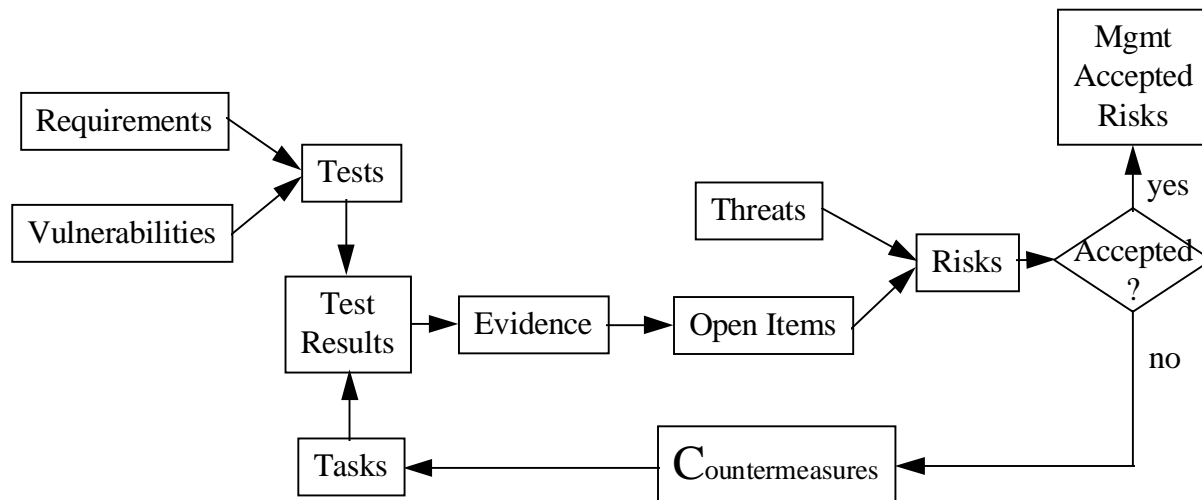 Mgmt
Accepted
Risks
Requirements
Tests
Vulnerabilities
yes
Threats
Accepted
?
Risks
Test
Results
Evidence
Open Items
no
Tasks
Countermeasures